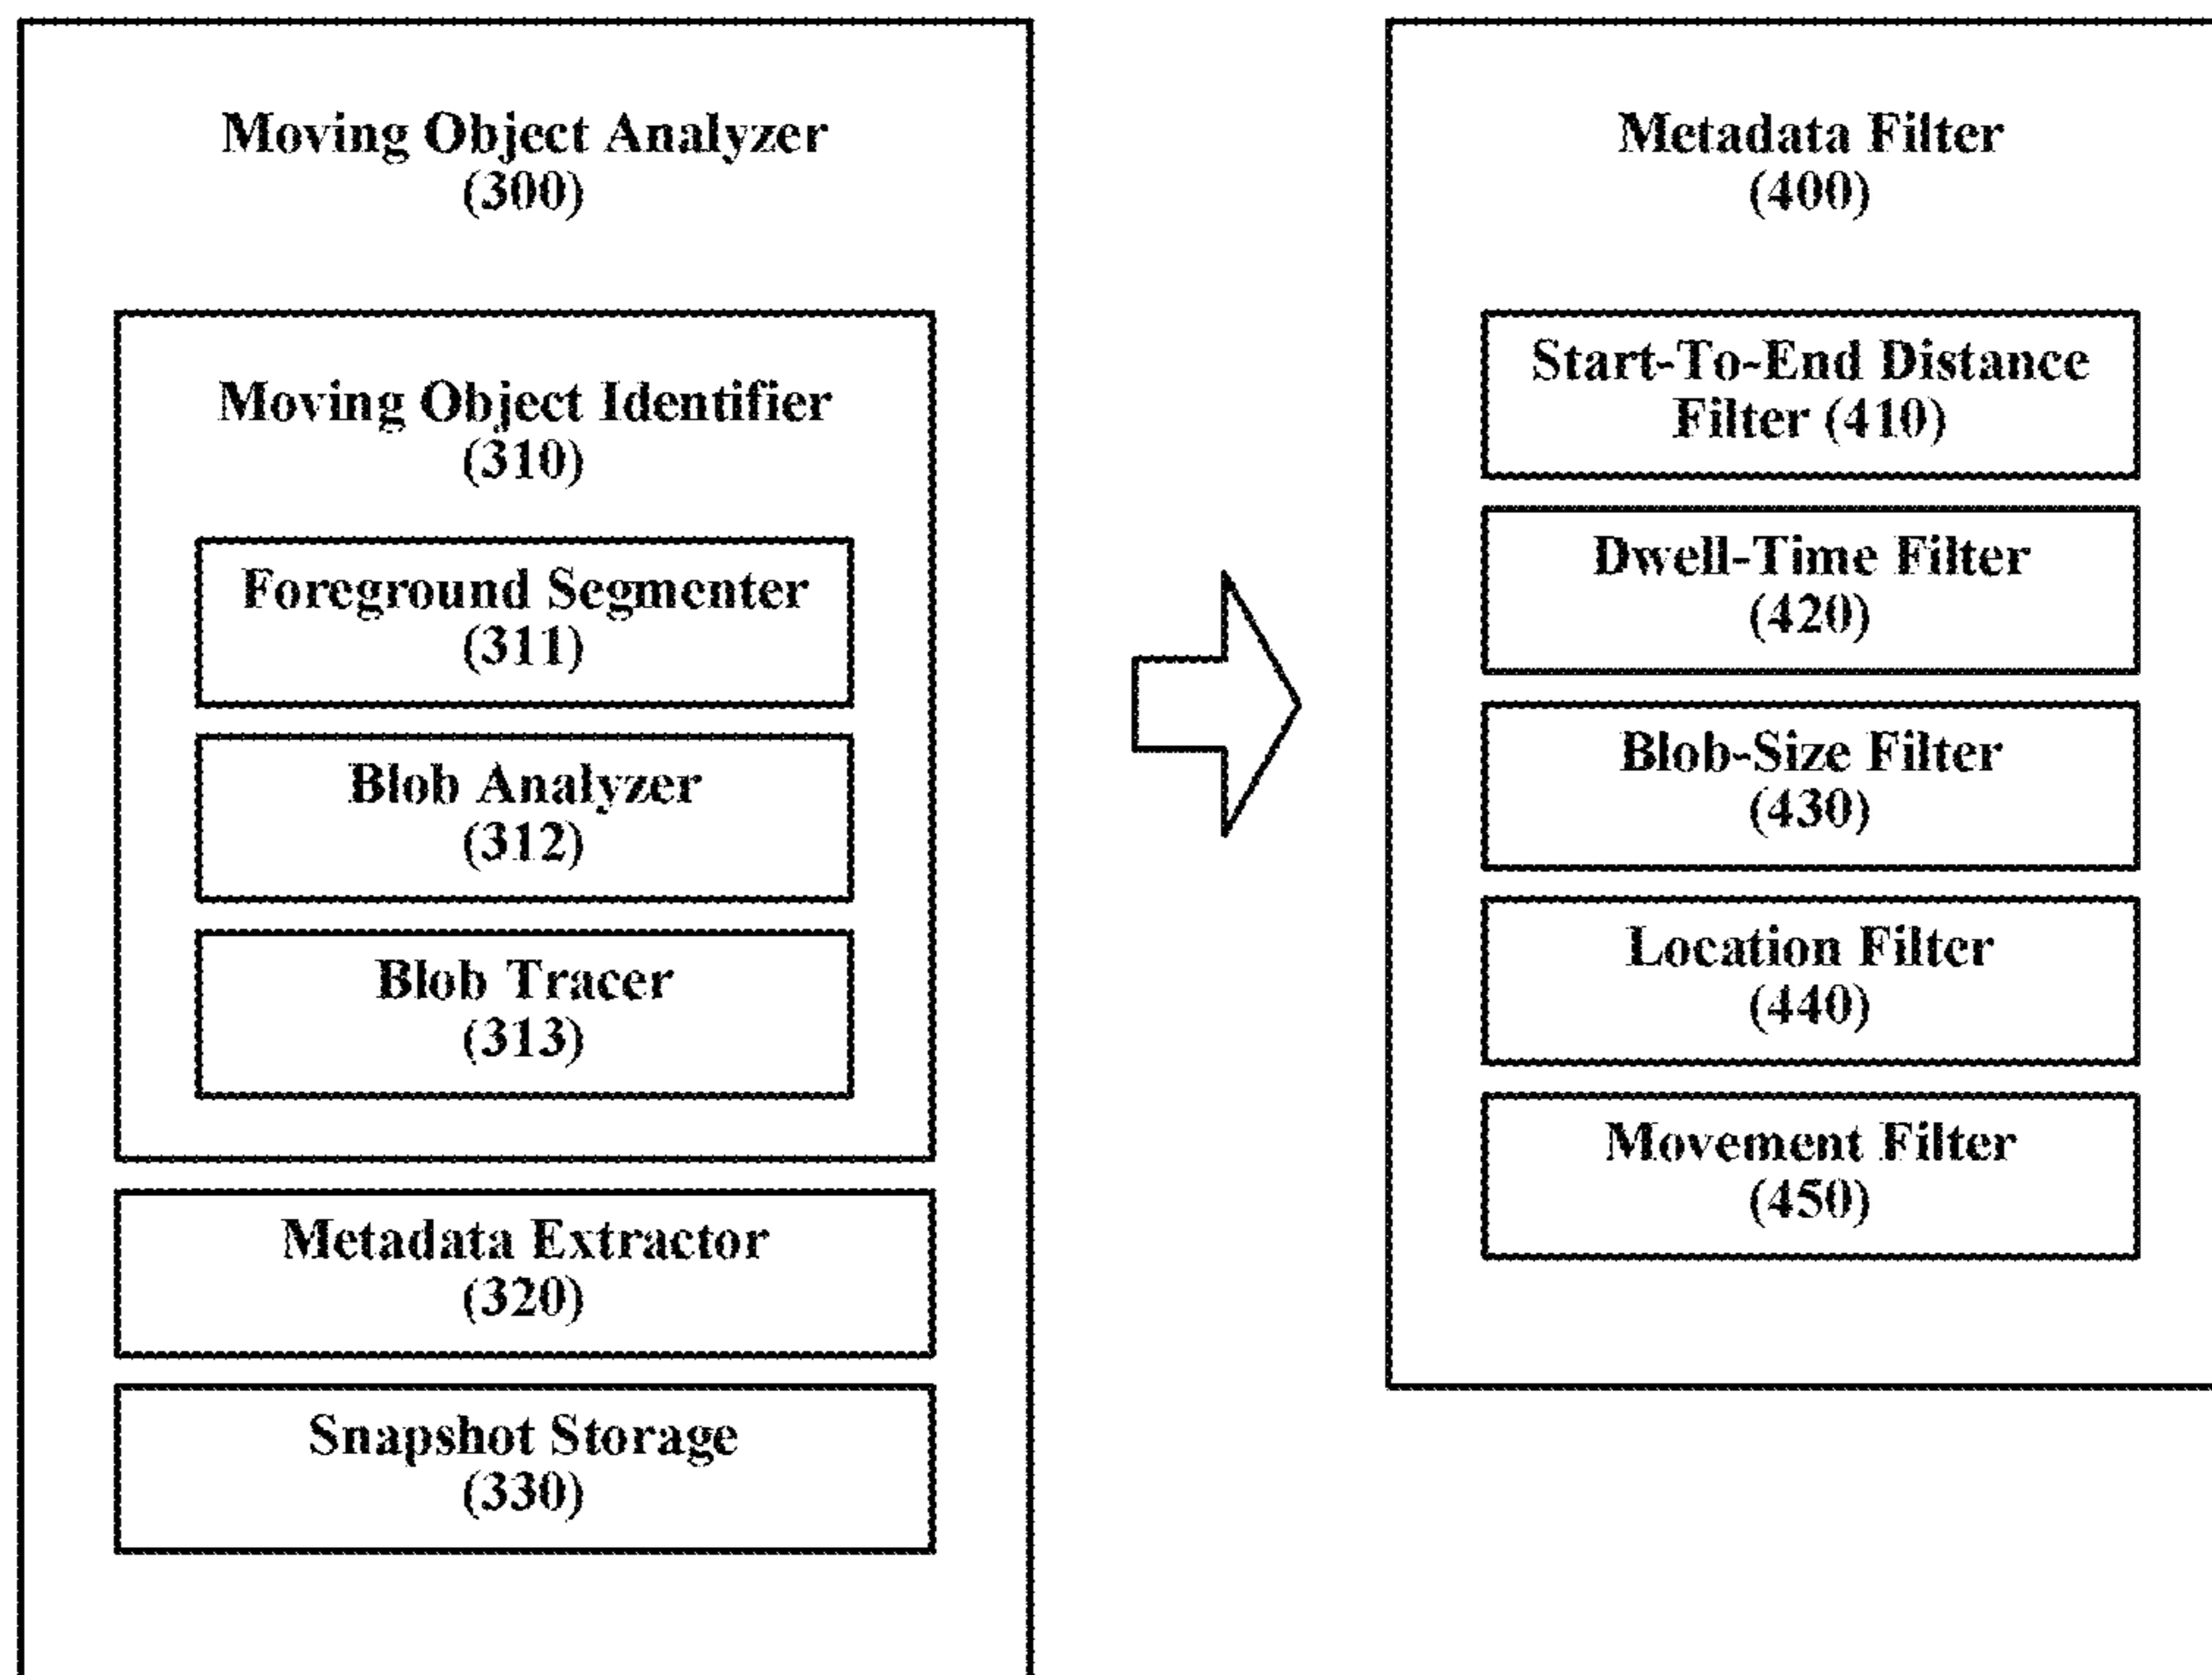 Moving Object Analyzer
(300)
Moving Object Identifier
(310)
Foreground Segmenter
(311)
Blob Analyzer
(312)
Blob Tracer
(313)
Metadata Extractor
(320)
Snapshot Storage
(330)
Metadata Filter
(400)
Start-To-End Distance
Filter (410)
Dwell-Time Filter
(420)
Blob-Size Filter
(430)
Location Filter
(440)
Movement Filter
(450)